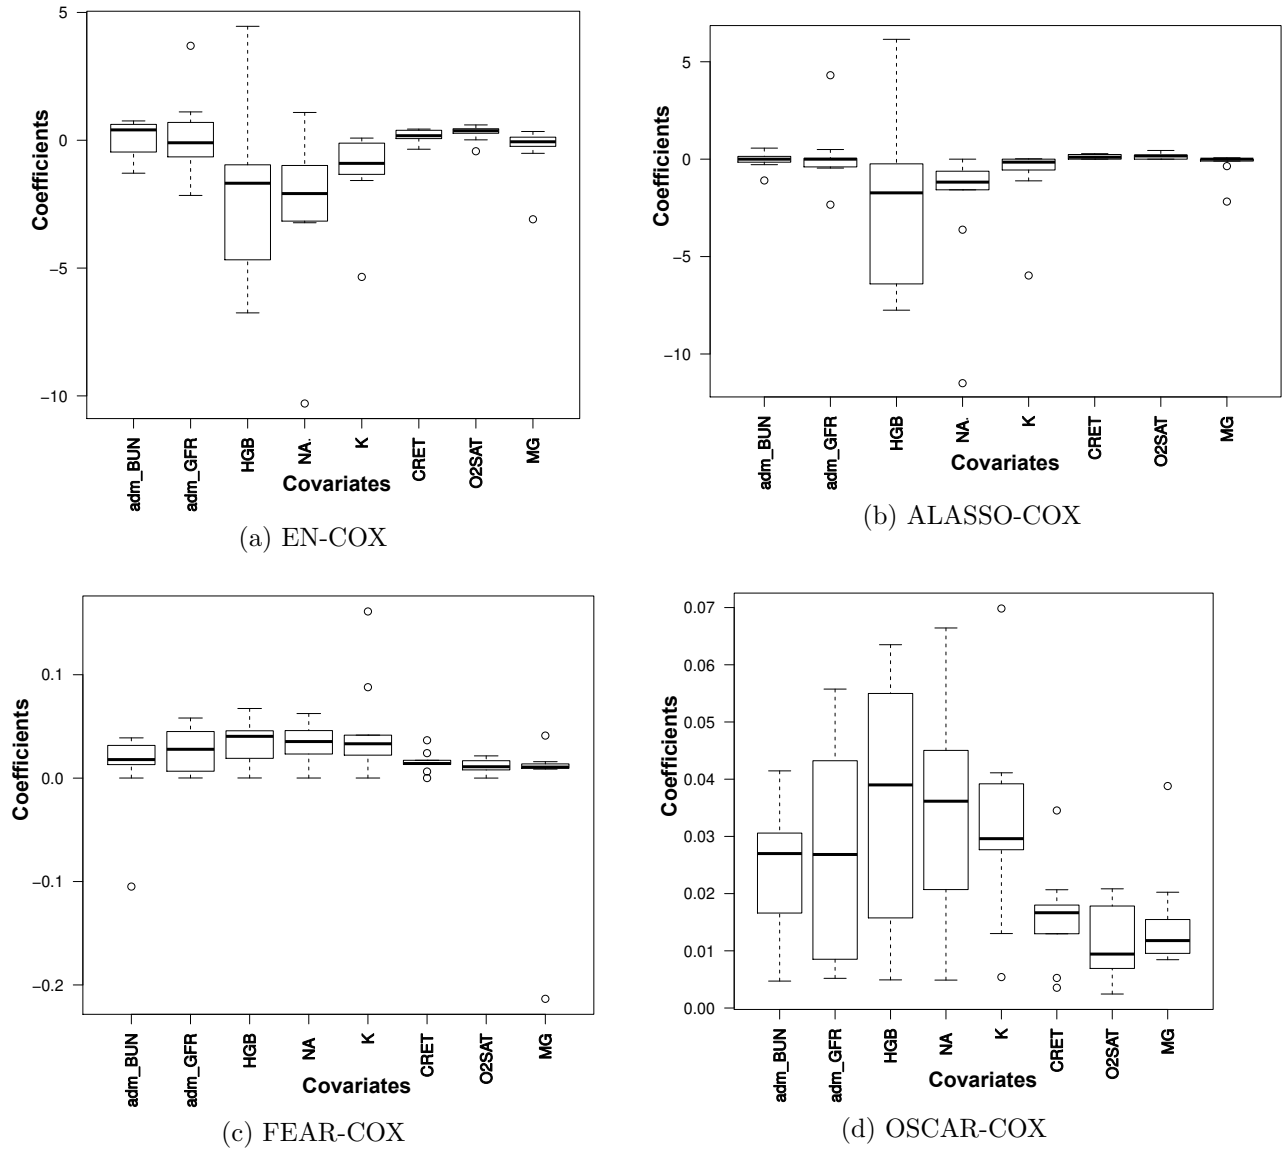 5
0
−5
−10
Coefficients
adm_BUN
adm_GFR
HGB
NA.
K
CRET
O2SAT
MG
Covariates
(a) EN-COX
5
0
−5
−10
Coefficients
adm_BUN
adm_GFR
HGB
NA.
K
CRET
O2SAT
MG
Covariates
(b) ALASSO-COX
0.1
0.0
−0.1
−0.2
Coefficients
adm_BUN
adm_GFR
HGB
NA
K
CRET
O2SAT
MG
Covariates
(c) FEAR-COX
0.07
0.06
0.05
0.04
0.03
0.02
0.01
0.00
Coefficients
adm_BUN
adm_GFR
HGB
NA
K
CRET
O2SAT
MG
Covariates
(d) OSCAR-COX